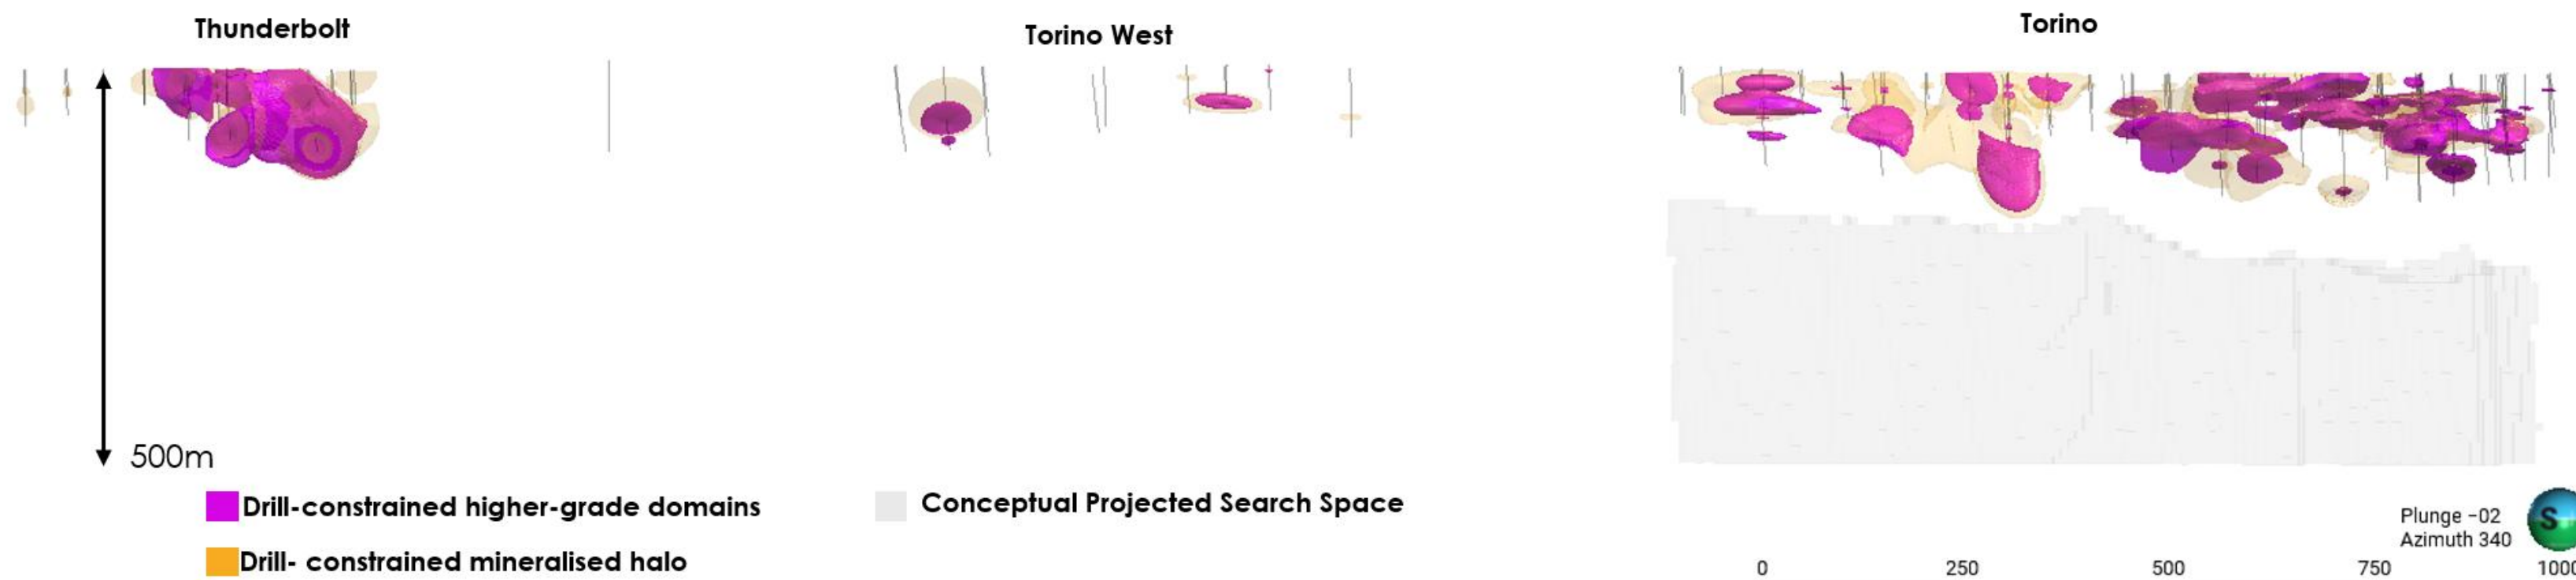 Thunderbolt
Torino West
Torino
500m
Drill-constrained higher-grade domains
Conceptual Projected Search Space
Drill- constrained mineralised halo
Plunge -02
Azimuth 340
S
0 250 500 750